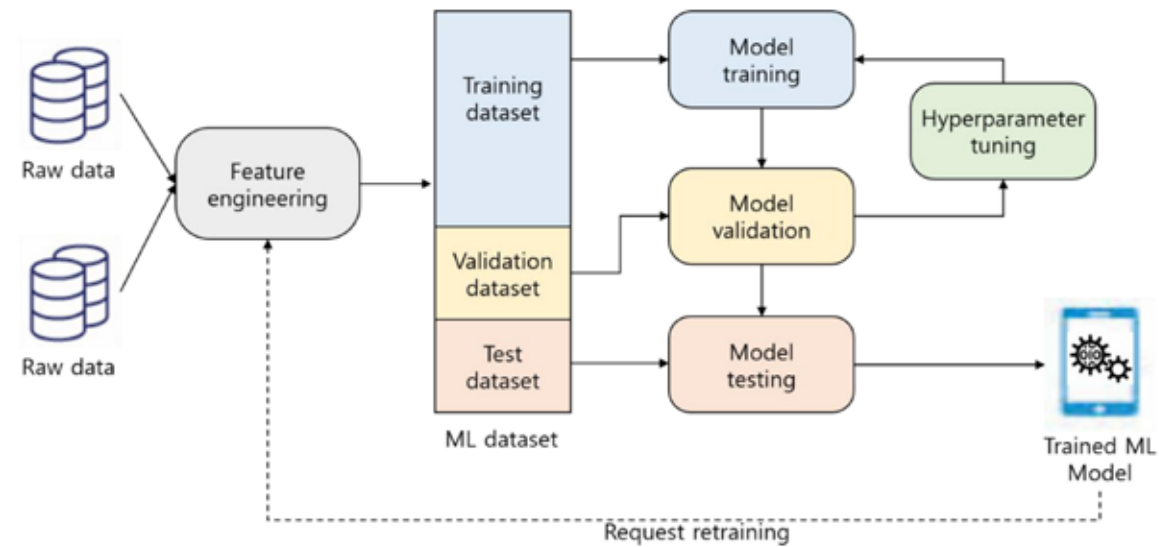 Raw data
Raw data
Feature
engineering
Training
dataset
Validation
dataset
Test
dataset
ML dataset
Model
training
Model
validation
Model
testing
Hyperparameter
tuning
Trained ML
Model
Request retraining